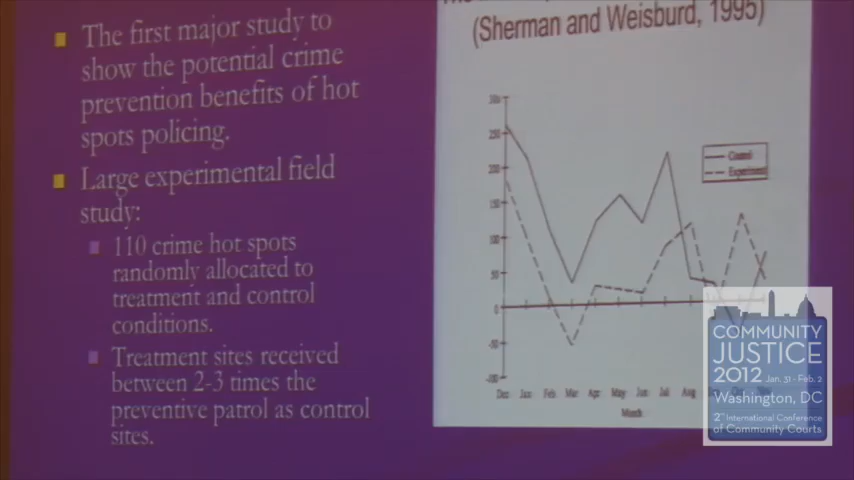 The first major study to
show the potential crime
prevention benefits of hot
spots policing.
Large experimental field
study:
110 crime hot spots
randomly allocated to
treatment and control
conditions.
Treatment sites received
between 2-3 times the
preventive patrol as control
sites.
(Sherman and Weisburd, 1995)
300
250
200
150
100
50
0
-50
-100
Control
Experiment
Dec Jan Feb Mar Apr May Jun Jul Aug
Month
COMMUNITY
JUSTICE
2012 Jan. 31 - Feb. 2
Washington, DC
2nd International Conference
of Community Courts